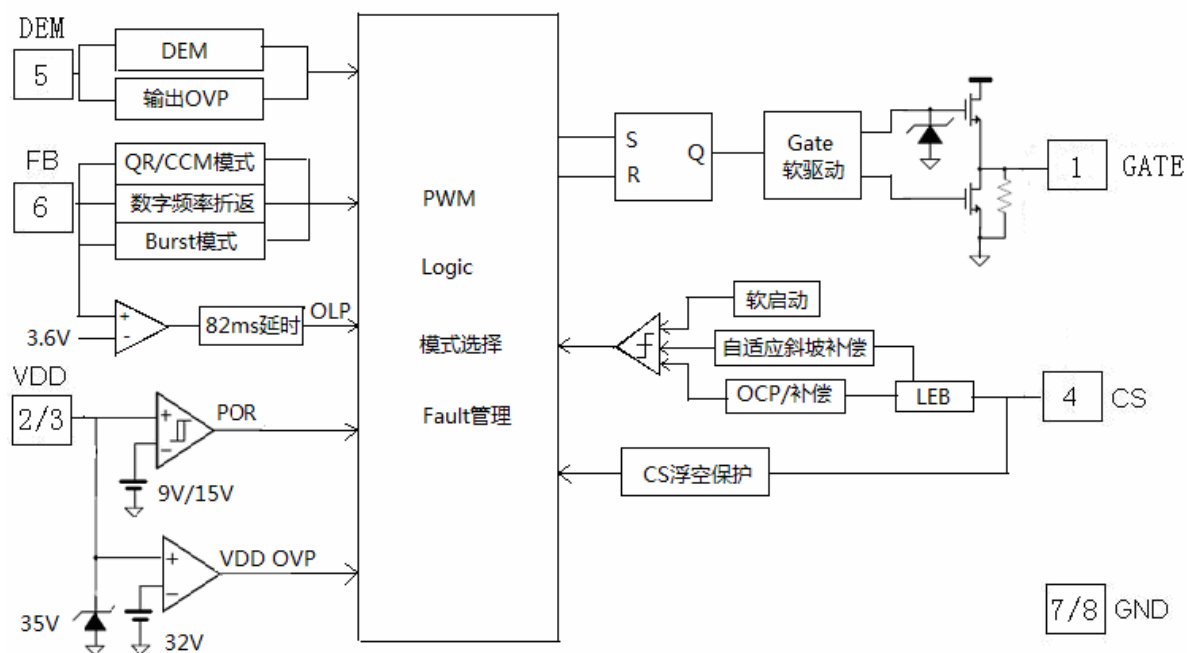 DEM
5
DEM
输出OVP
FB
6
QR/CCM模式
数字频率折返
Burst模式
+
-
3.6V
82ms延时
OLP
VDD
2/3
+
-
POR
9V/15V
+
-
VDD OVP
35V
32V
PWM
Logic
模式选择
Fault管理
S
R
Q
Gate
软驱动
1
GATE
软启动
自适应斜坡补偿
OCP/补偿
LEB
4
CS
CS浮空保护
7/8
GND